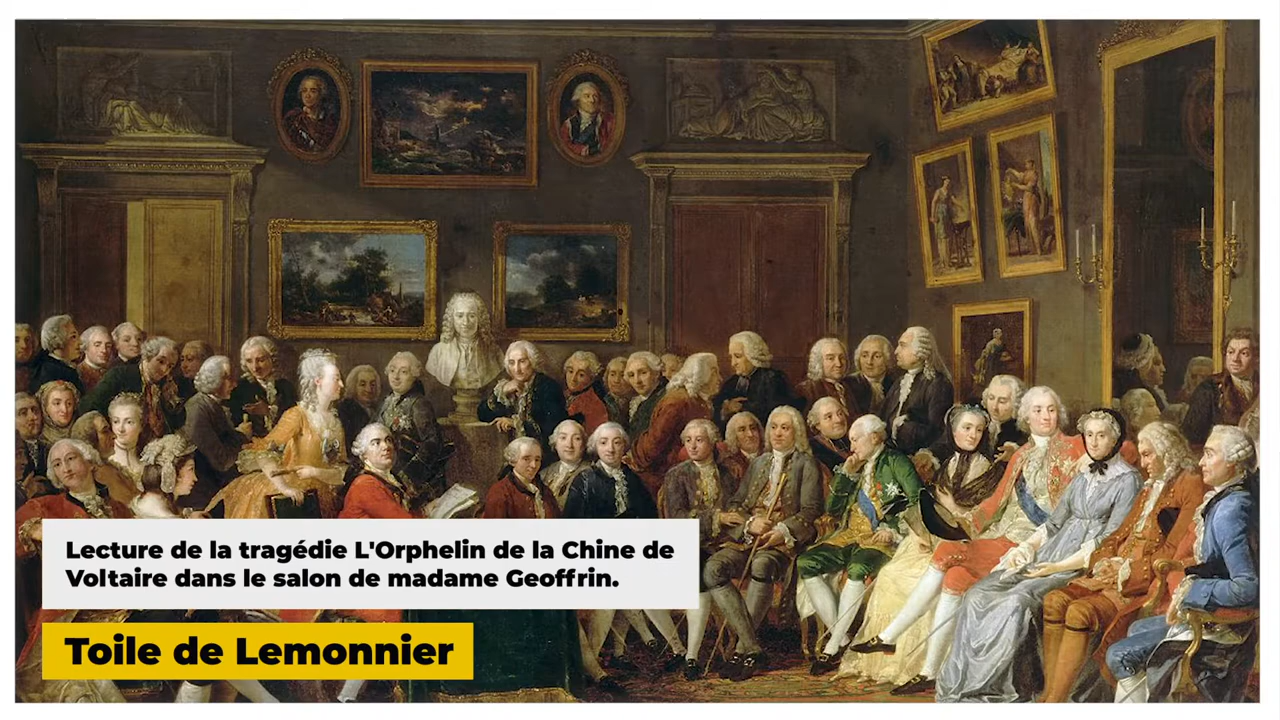 Lecture de la tragédie L'Orphelin de la Chine de
Voltaire dans le salon de madame Geoffrin.
Toile de Lemonnier